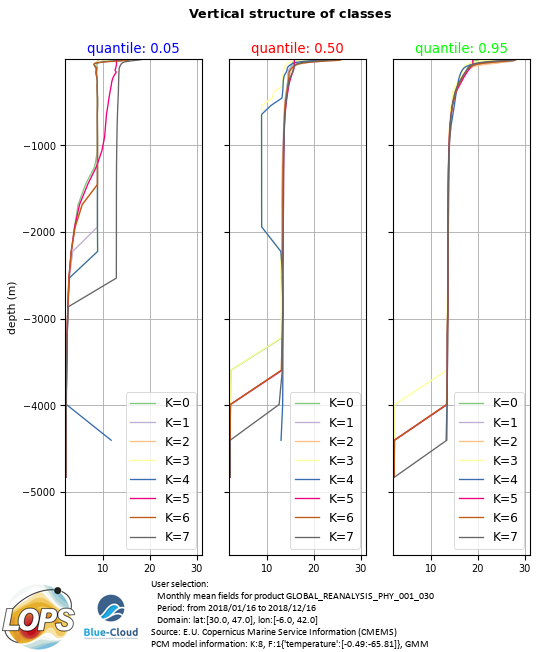 Vertical structure of classes
quantile: 0.05 quantile: 0.50 quantile: 0.95
−1000
−2000
−3000
−4000
−5000
depth (m)
K=0 K=0 K=0
K=1 K=1 K=1
K=2 K=2 K=2
K=3 K=3 K=3
K=4 K=4 K=4
K=5 K=5 K=5
K=6 K=6 K=6
K=7 K=7 K=7
10 20 30 10 20 30 10 20 30
LOPS
Blue-Cloud
User selection:
Monthly mean fields for product GLOBAL_REANALYSIS_PHY_001_030
Period: from 2018/01/16 to 2018/12/16
Domain: lat:[30.0, 47.0], lon:[-6.0, 42.0]
Source: E.U. Copernicus Marine Service Information (CMEMS)
PCM model information: K:8, F:1{'temperature': [-0.49:-65.81]}, GMM